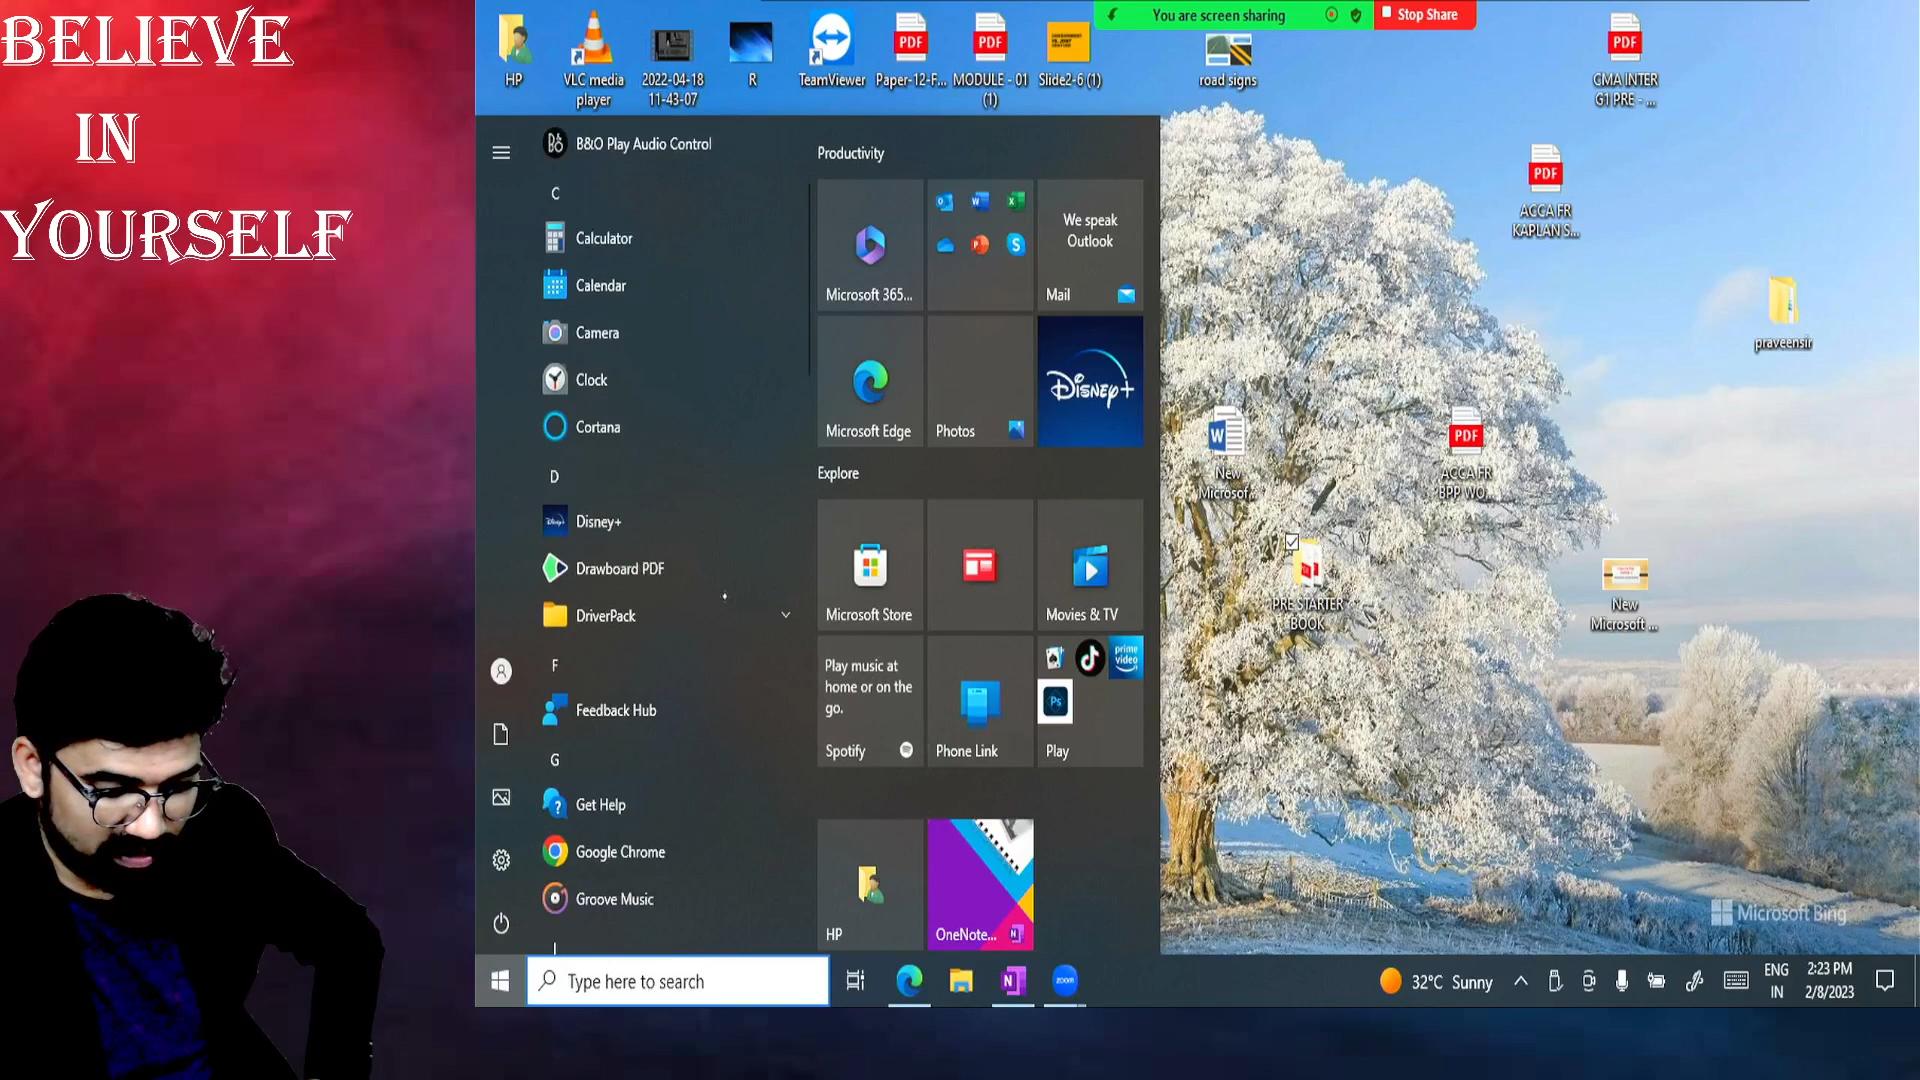 BELIEVE
IN
YOURSELF
You are screen sharing
Stop Share
HP
VLC media
player
2022-04-18
11-43-07
R
TeamViewer
Paper-12-F...
MODULE - 01
(1)
Slide2-6 (1)
road signs
CMA INTER
G1 PRE - ...
ACCA FR
KAPLAN S...
praveensir
New
Microsof...
ACCA FR
BPP WO...
PRE STARTER
BOOK
New
Microsoft ...
B&O Play Audio Control
C
Calculator
Calendar
Camera
Clock
Cortana
D
Disney+
Drawboard PDF
DriverPack
F
Feedback Hub
G
Get Help
Google Chrome
Groove Music
I
Productivity
Microsoft 365...
We speak
Outlook
Mail
Microsoft Edge
Photos
Disney+
Explore
Microsoft Store
Movies & TV
Play music at
home or on the
go.
Spotify
Phone Link
prime
video
Ps
Play
HP
OneNote...
Microsoft Bing
Type here to search
zoom
32°C Sunny
ENG
IN
2:23 PM
2/8/2023